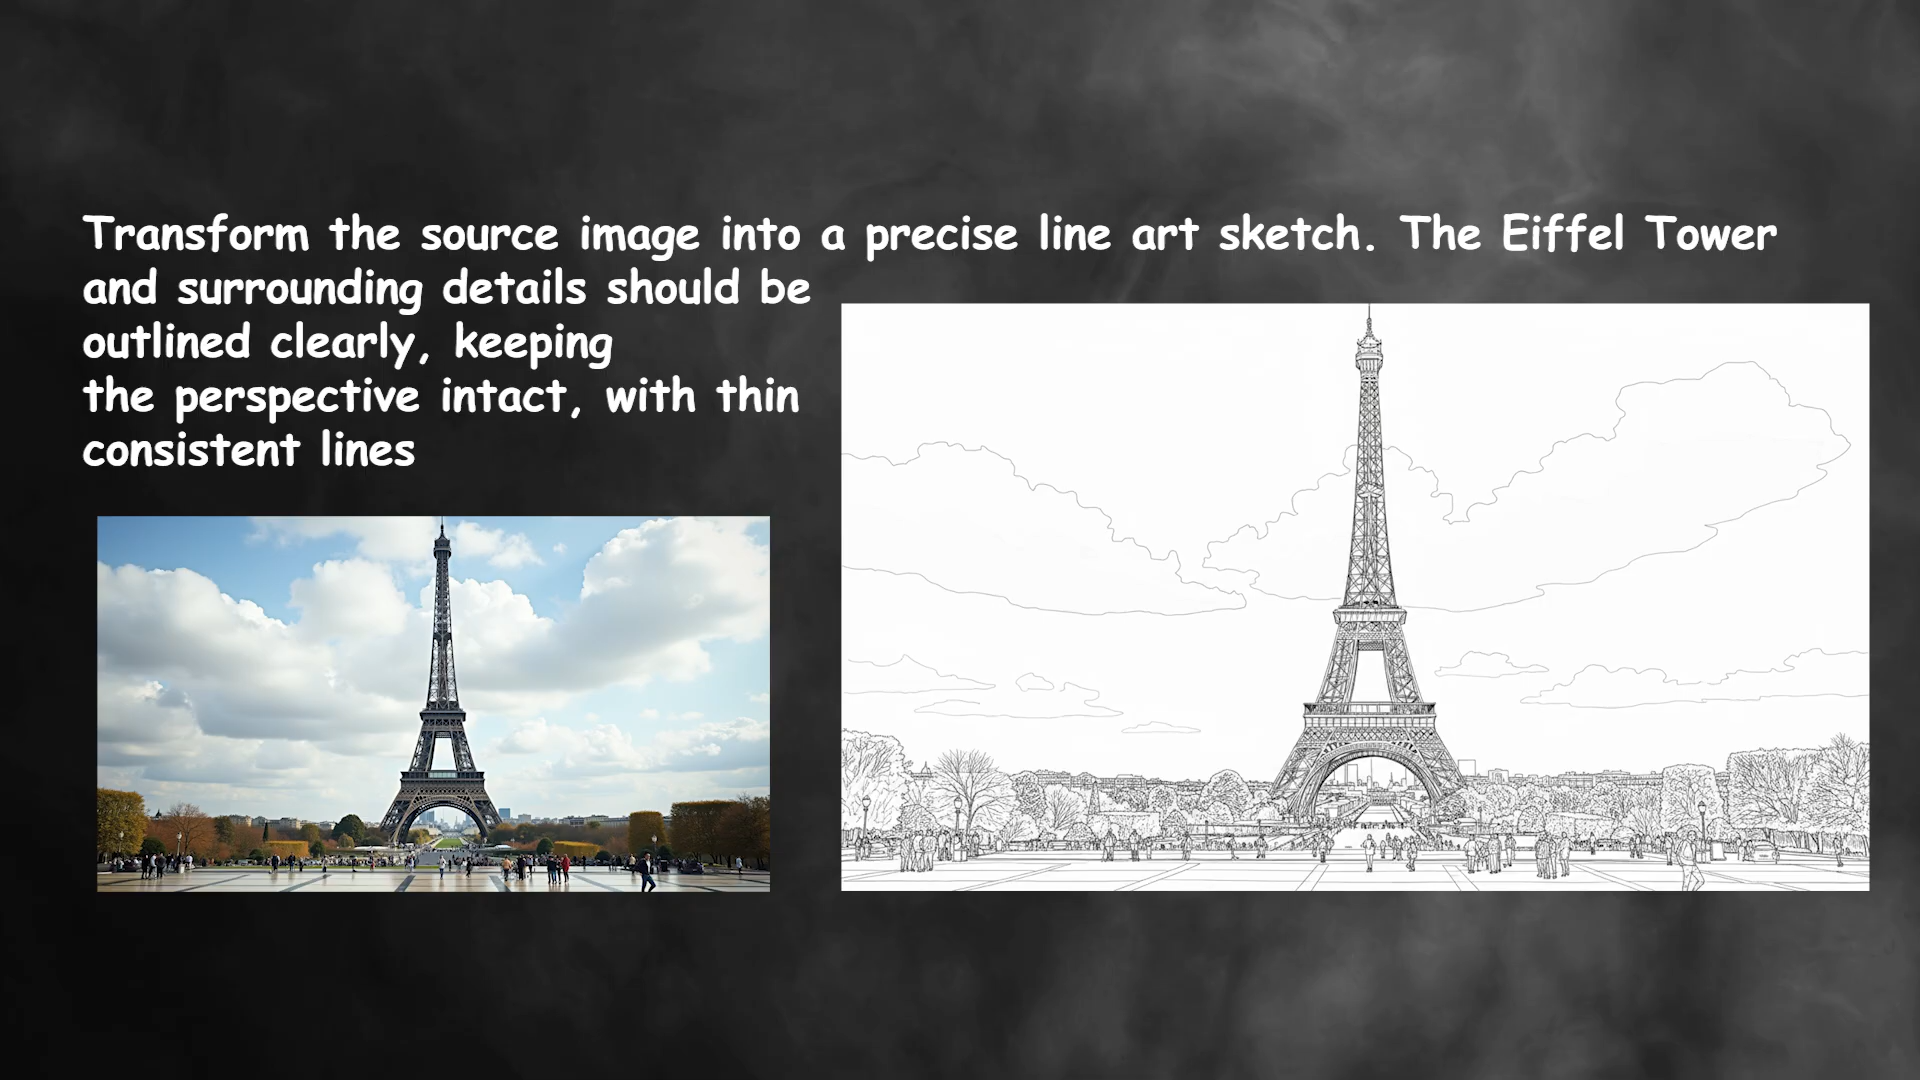 Transform the source image into a precise line art sketch. The Eiffel Tower
and surrounding details should be
outlined clearly, keeping
the perspective intact, with thin
consistent lines